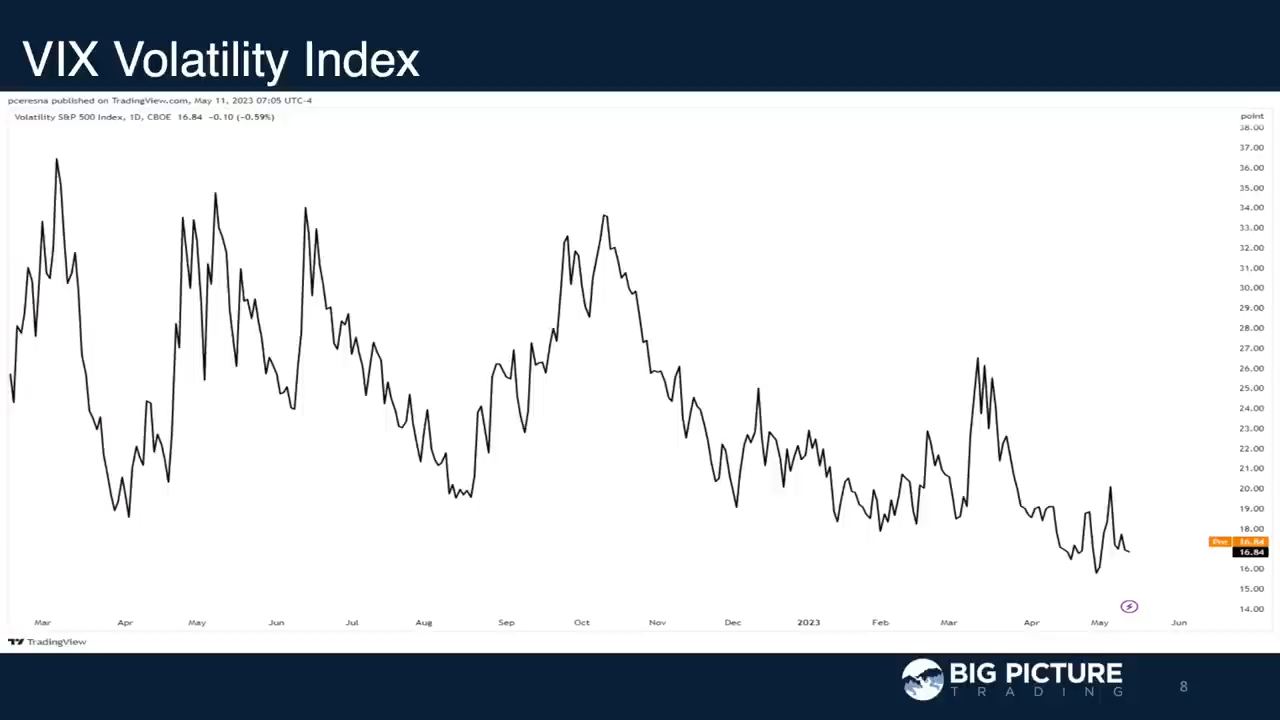 VIX Volatility Index
pceresna published on TradingView.com, May 11, 2023 07:05 UTC-4
Volatility S&P 500 Index, 1D, CBOE 16.84 −0.10 (−0.59%)
point
38.00
37.00
36.00
35.00
34.00
33.00
32.00
31.00
30.00
29.00
28.00
27.00
26.00
25.00
24.00
23.00
22.00
21.00
20.00
19.00
18.00
Pre 16.84
16.84
16.00
15.00
14.00
Mar Apr May Jun Jul Aug Sep Oct Nov Dec 2023 Feb Mar Apr May Jun
TradingView
BIG PICTURE
TRADING
8